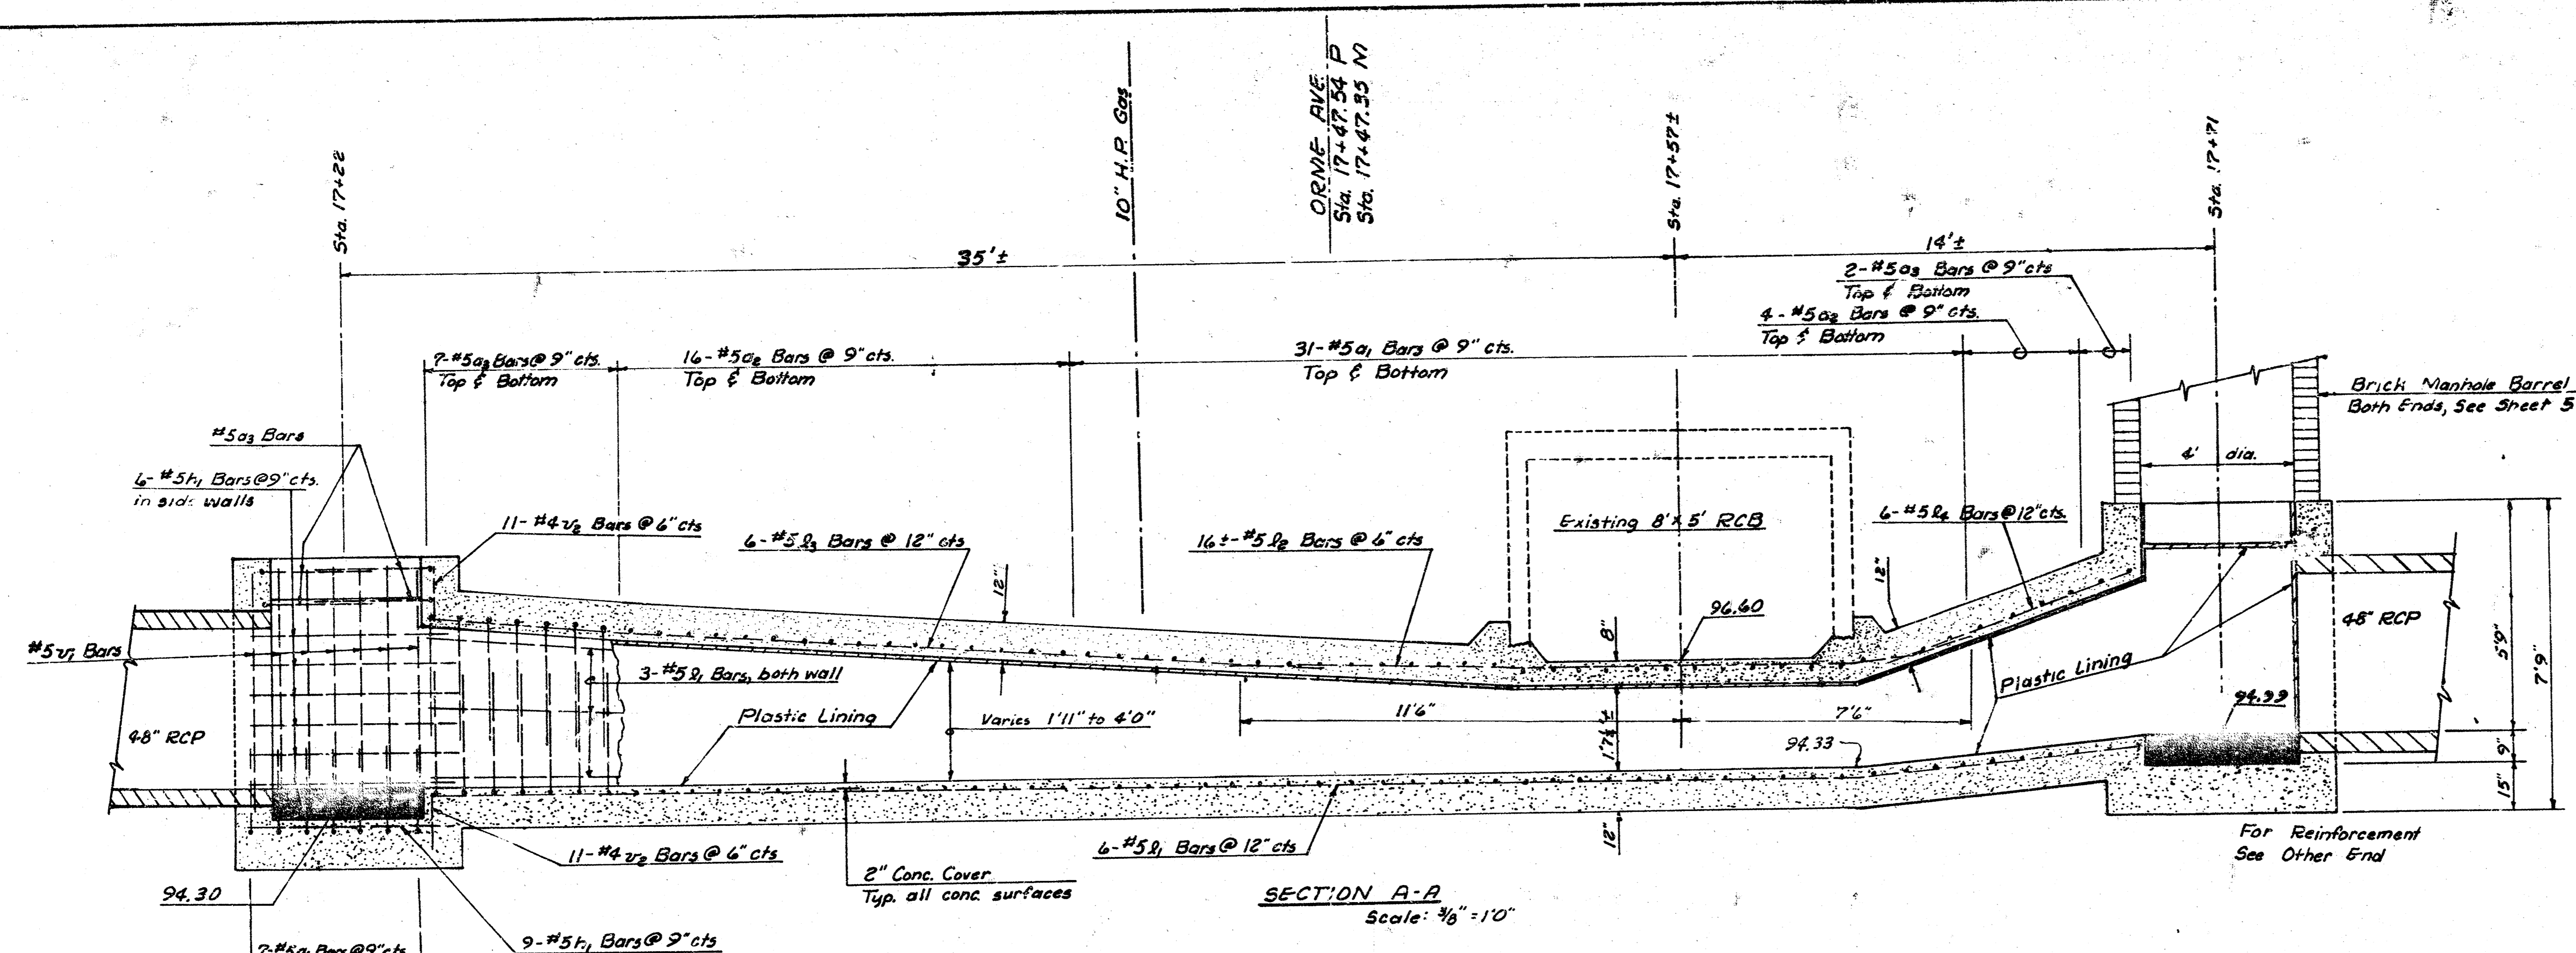 ORME AVE.
Sta. 17+47.54 P
Sta. 17+47.35 M
10" H.P. Gas
Sta. 17+22
Sta. 17+57±
Sta. 17+71
35'±
14'±
2-#5a3 Bars @ 9"cts
Top & Bottom
4-#5a2 Bars @ 9" cts.
Top & Bottom
7-#5a3 Bars @ 9" cts.
Top & Bottom
16-#5a2 Bars @ 9" cts.
Top & Bottom
31-#5a1 Bars @ 9" cts.
Top & Bottom
Brick Manhole Barrel
Both Ends, See Sheet 5
#5a3 Bars
4' dia.
6-#5h1 Bars@9"cts.
in side walls
11-#4v2 Bars @ 6"cts
6-#5l3 Bars @ 12" cts
16±-#5l2 Bars @ 6" cts
Existing 8'x 5' RCB
6-#5l4 Bars @12"cts.
12"
12"
96.60
8"
48" RCP
#5v1 Bars
3-#5l1 Bars, both wall
Plastic Lining
5'9"
7'9"
Plastic Lining
Varies 1'11" to 4'0"
11'6"
7'6"
94.99
48" RCP
1'7½"±
94.33
9"
15"
12"
For Reinforcement
See Other End
11-#4v2 Bars @ 6" cts
6-#5l1 Bars @ 12" cts
2" Conc. Cover
Typ. all conc. surfaces
94.30
SECTION A-A
Scale: 3/8" = 1'0"
9-#5h1 Bars @ 9"cts